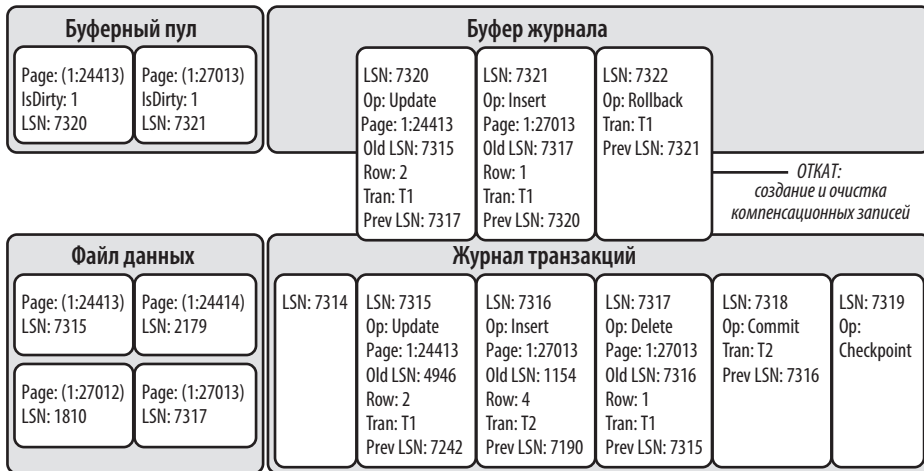 Буферный пул
Page: (1:24413)
IsDirty: 1
LSN: 7320
Page: (1:27013)
IsDirty: 1
LSN: 7321
Буфер журнала
LSN: 7320
Op: Update
Page: 1:24413
Old LSN: 7315
Row: 2
Tran: T1
Prev LSN: 7317
LSN: 7321
Op: Insert
Page: 1:27013
Old LSN: 7317
Row: 1
Tran: T1
Prev LSN: 7320
LSN: 7322
Op: Rollback
Tran: T1
Prev LSN: 7321
ОТКАТ:
создание и очистка
компенсационных записей
Файл данных
Page: (1:24413)
LSN: 7315
Page: (1:24414)
LSN: 2179
Page: (1:27012)
LSN: 1810
Page: (1:27013)
LSN: 7317
Журнал транзакций
LSN: 7314
LSN: 7315
Op: Update
Page: 1:24413
Old LSN: 4946
Row: 2
Tran: T1
Prev LSN: 7242
LSN: 7316
Op: Insert
Page: 1:27013
Old LSN: 1154
Row: 4
Tran: T2
Prev LSN: 7190
LSN: 7317
Op: Delete
Page: 1:27013
Old LSN: 7316
Row: 1
Tran: T1
Prev LSN: 7315
LSN: 7318
Op: Commit
Tran: T2
Prev LSN: 7316
LSN: 7319
Op:
Checkpoint